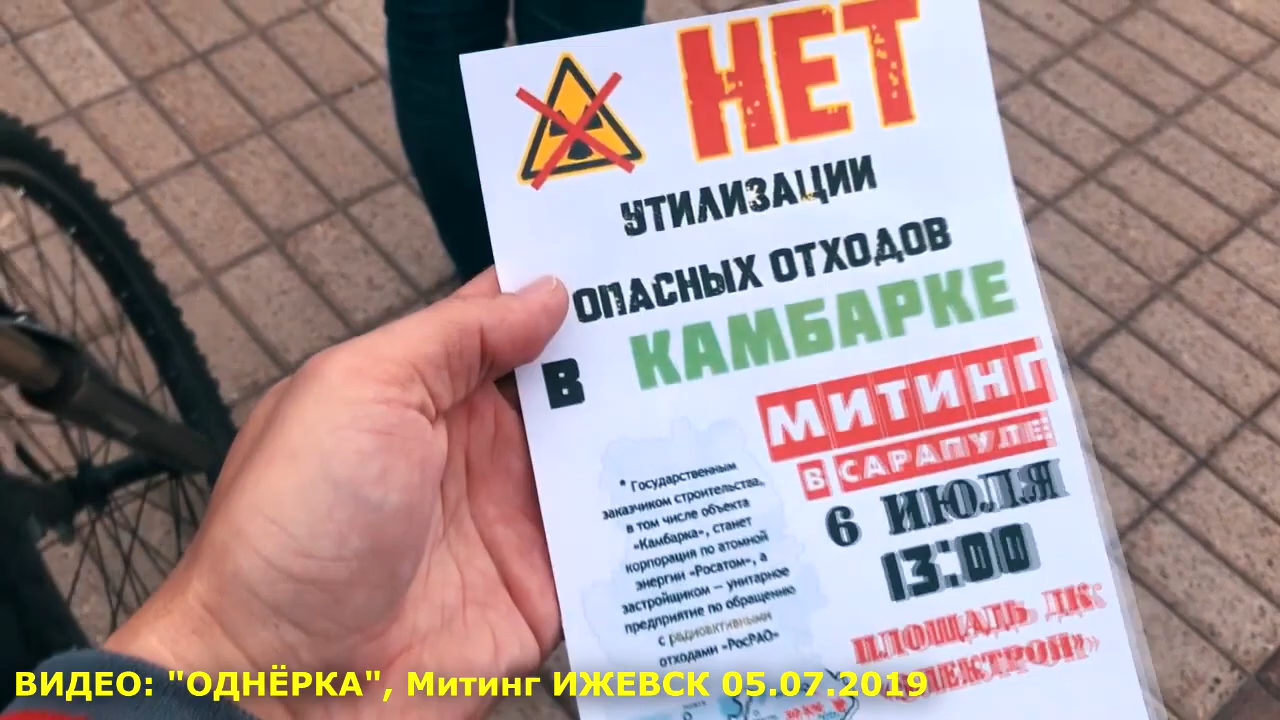 НЕТ
УТИЛИЗАЦИИ
ОПАСНЫХ ОТХОДОВ
В КАМБАРКЕ
МИТИНГ
В САРАПУЛЕ
6 ИЮЛЯ
13:00
ПЛОЩАДЬ ДК:
* Государственным
заказчиком строительства,
в том числе объекта
«Камбарка», станет
корпорация по атомной
энергии «Росатом», а
застройщиком – унитарное
предприятие по обращению
с радиоактивными
отходами «РосРАО»
ВИДЕО: "ОДНЁРКА", Митинг ИЖЕВСК 05.07.2019